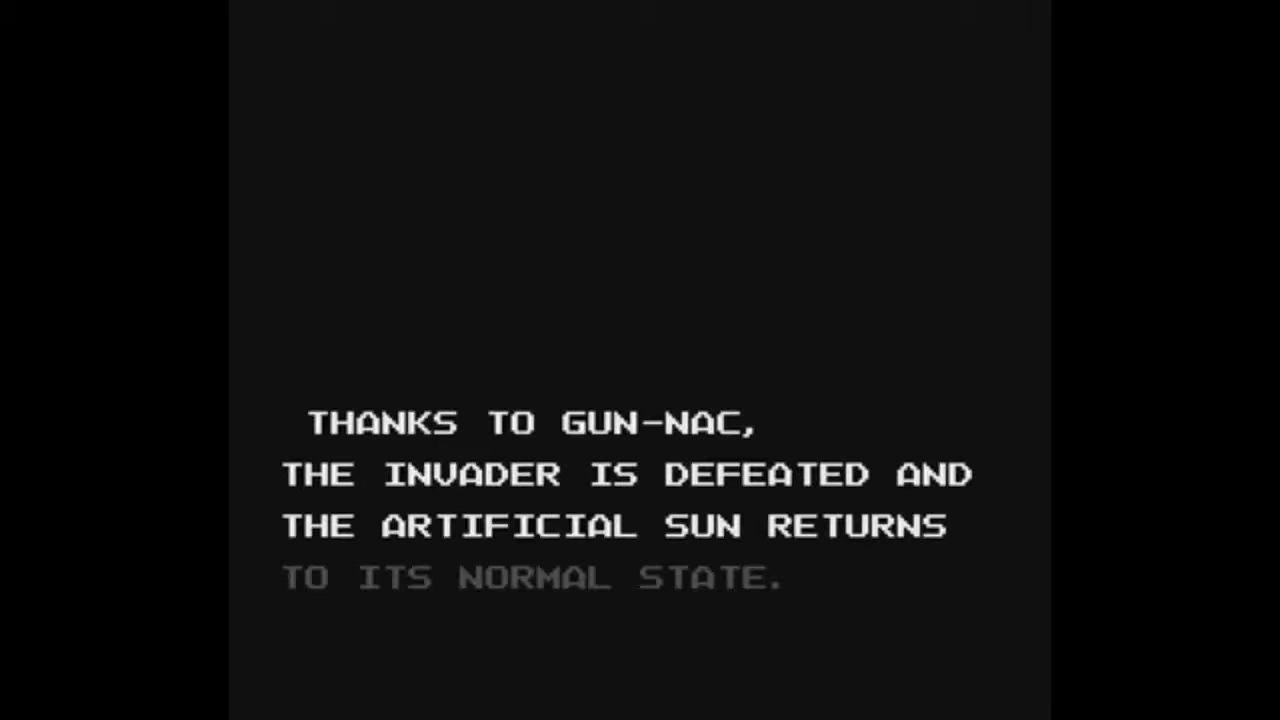 THANKS TO GUN-NAC,
THE INVADER IS DEFEATED AND
THE ARTIFICIAL SUN RETURNS
TO ITS NORMAL STATE.